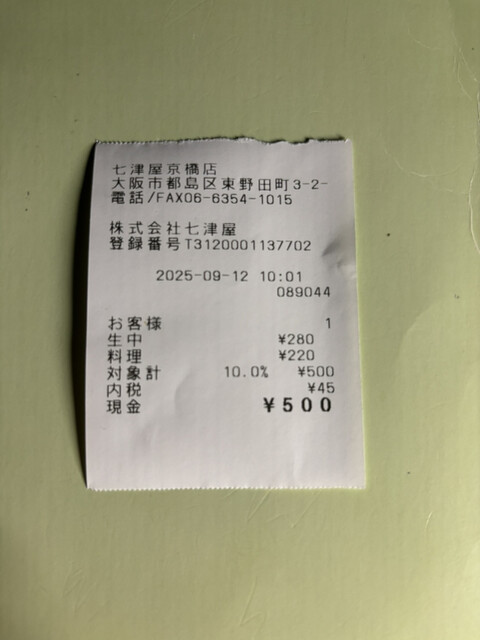 七津屋京橋店
大阪市都島区東野田町3-2-
電話/FAX06-6354-1015
株式会社七津屋
登録番号T3120001137702
2025-09-12 10:01
089044
お客様 1
生中 ¥280
料理 ¥220
対象計 10.0% ¥500
内税 ¥45
現金 ¥500